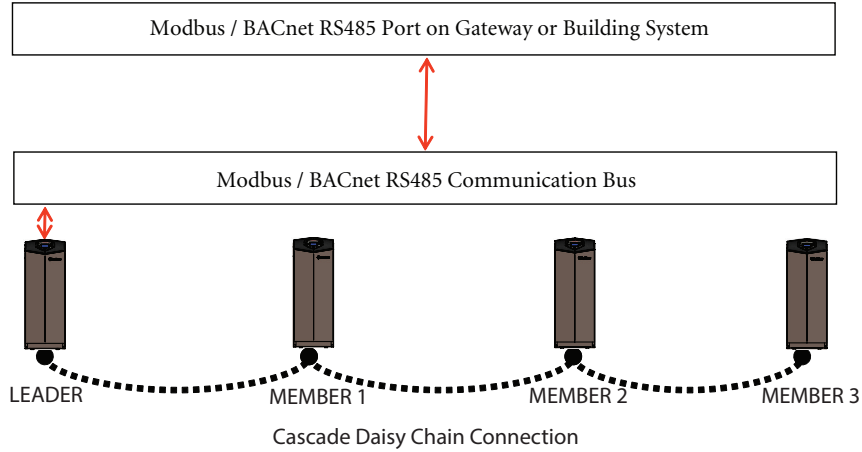 Modbus / BACnet RS485 Port on Gateway or Building System
Modbus / BACnet RS485 Communication Bus
LEADER
MEMBER 1
MEMBER 2
MEMBER 3
Cascade Daisy Chain Connection